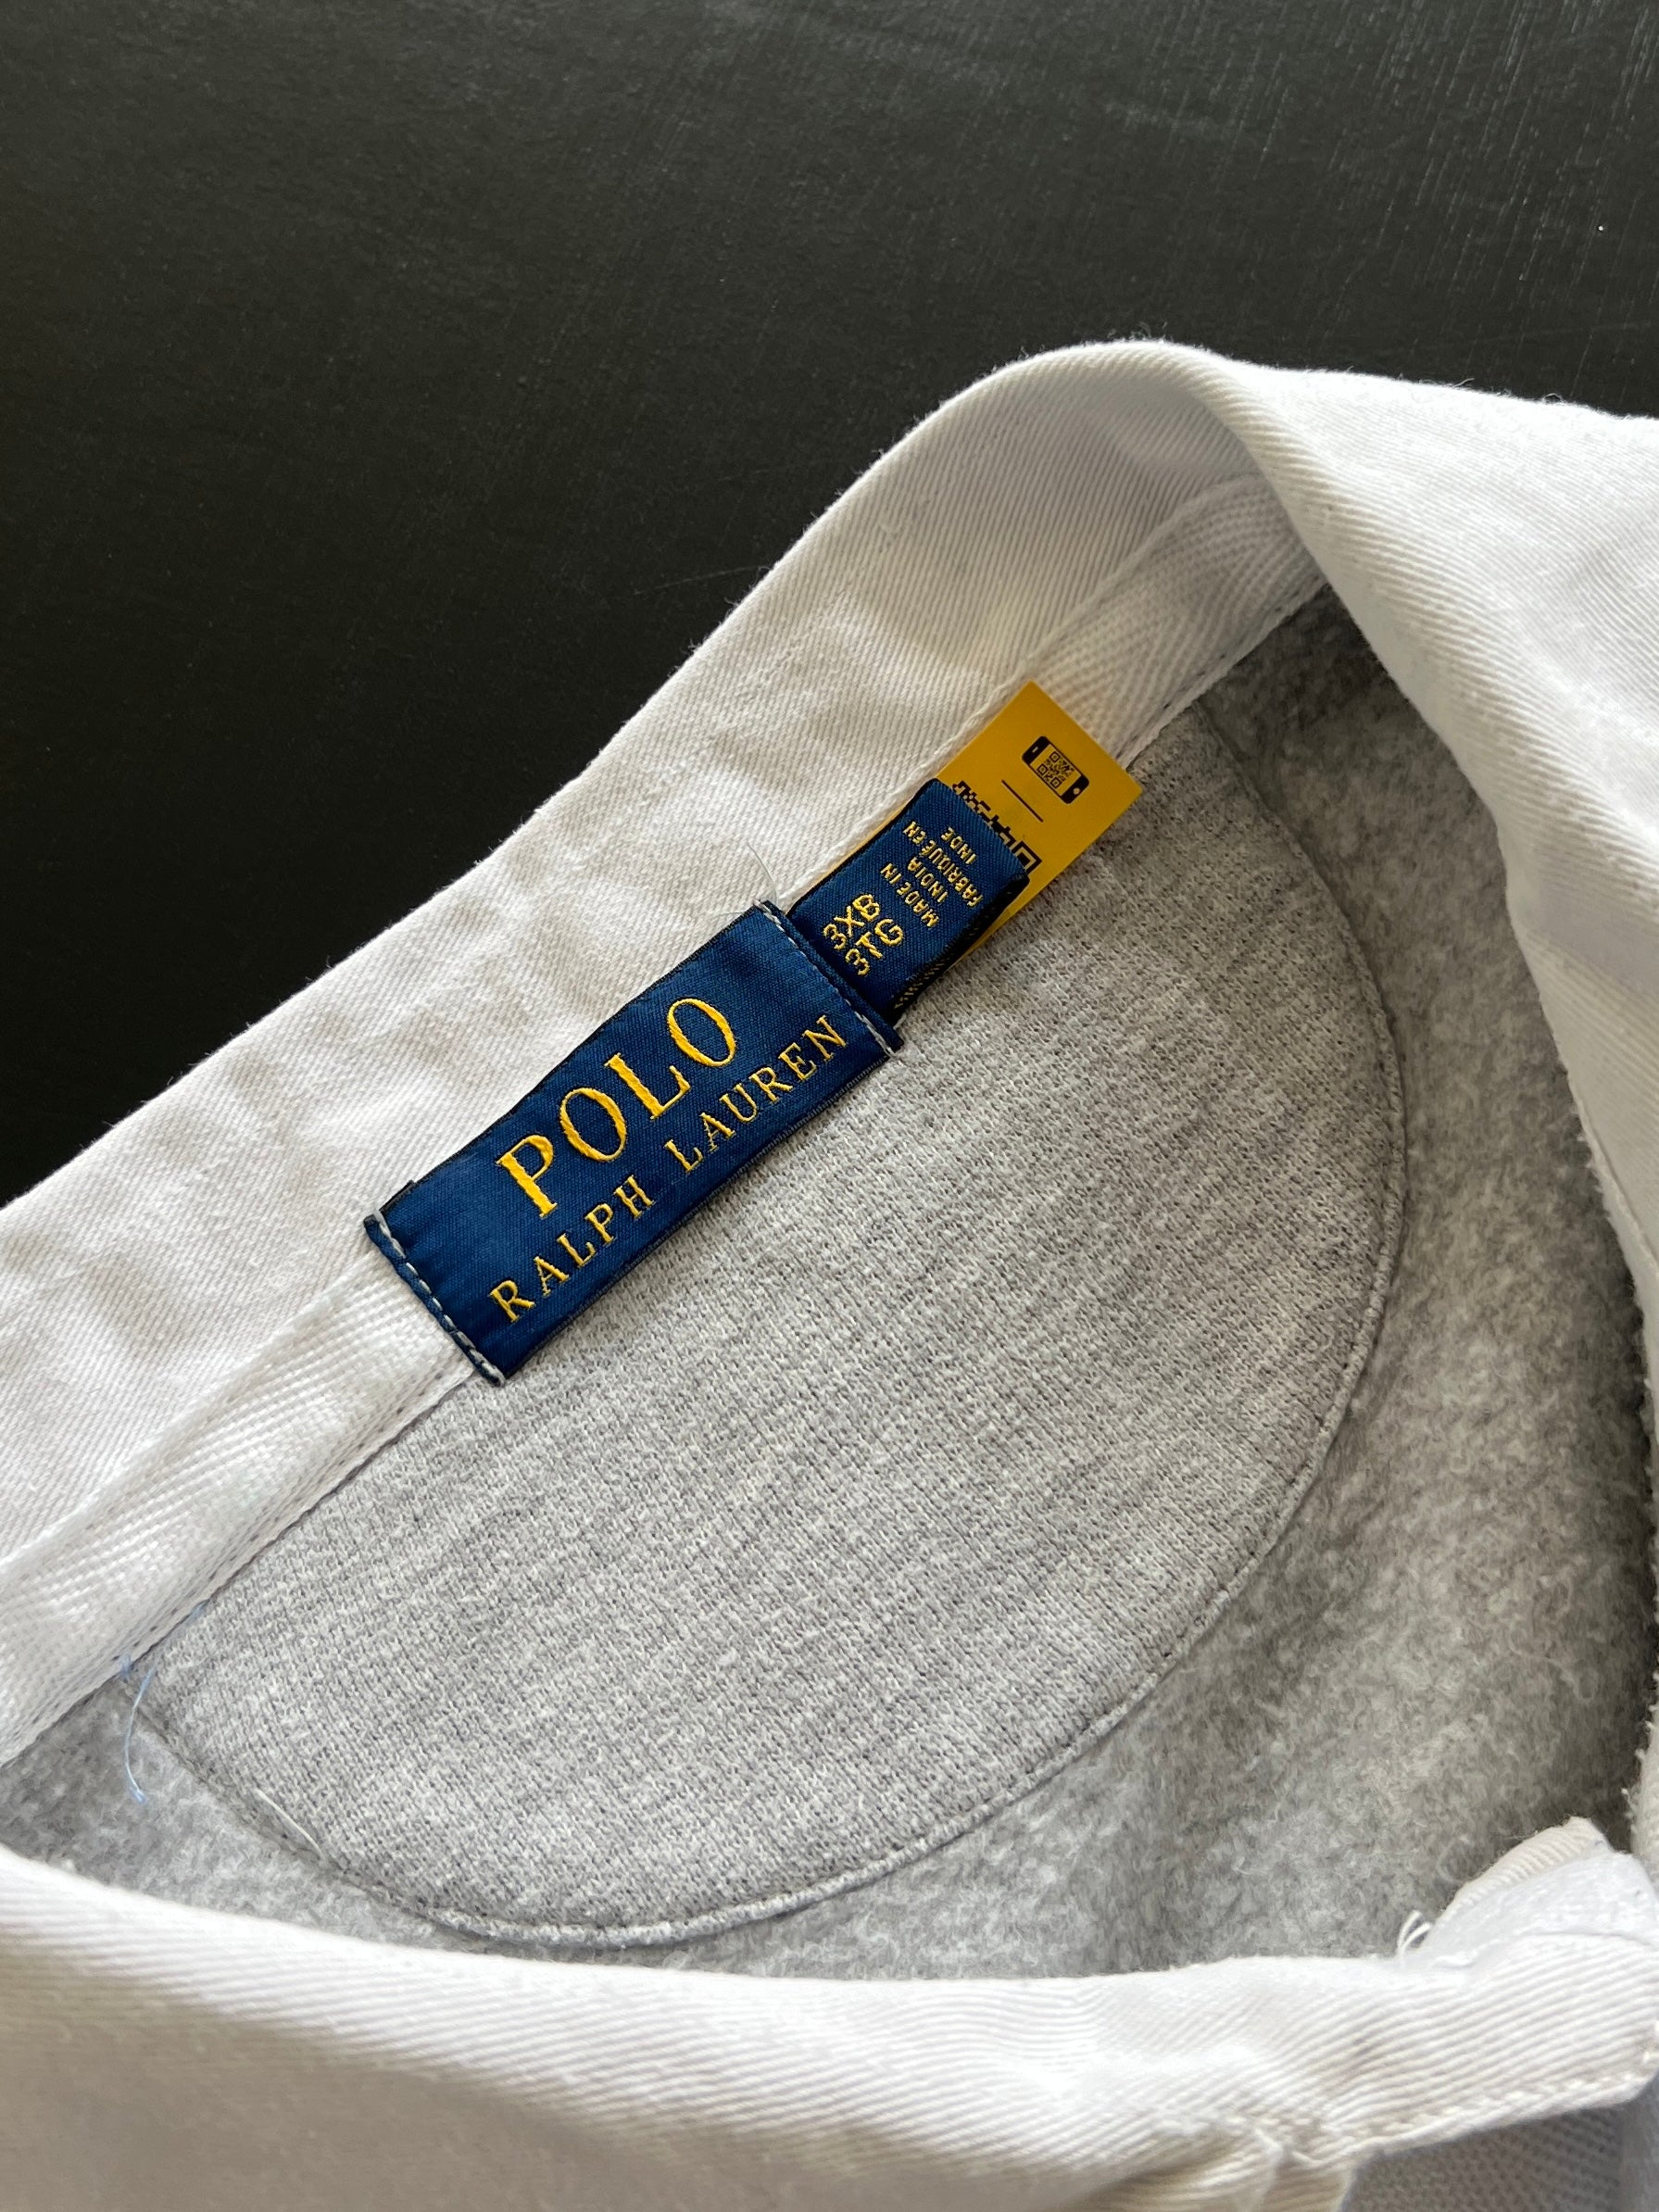 POLO
RALPH LAUREN
3XB
3TG
MADE IN
INDIA
FABRIQUE EN
INDE